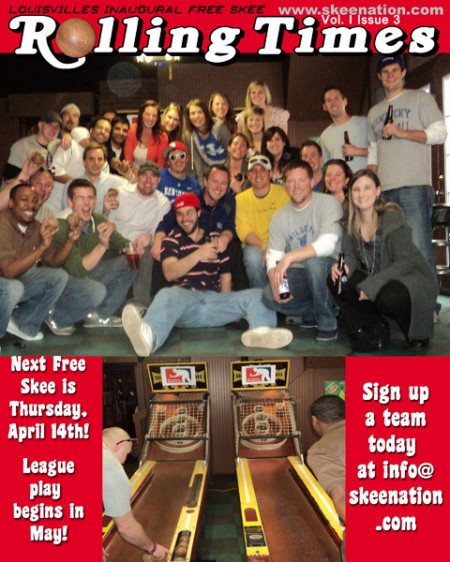 LOUISVILLES INAUGURAL FREE SKEE
www.skeenation.com
Rolling Times
Vol. 1 Issue 3
Next Free
Skee is
Thursday,
April 14th!
League
play
begins in
May!
Sign up
a team
today
at info@
skeenation
.com